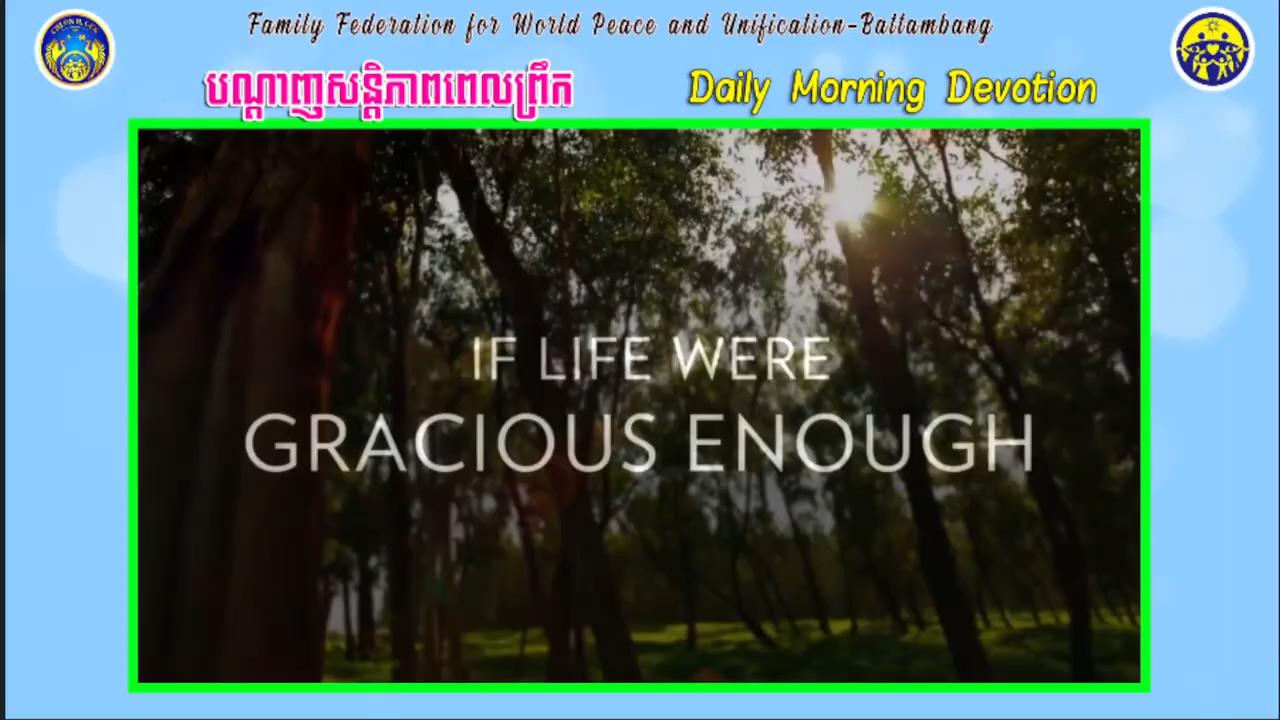 Family Federation for World Peace and Unification-Battambang
បណ្តាញសន្តិភាពពេលព្រឹក
Daily Morning Devotion
IF LIFE WERE
GRACIOUS ENOUGH